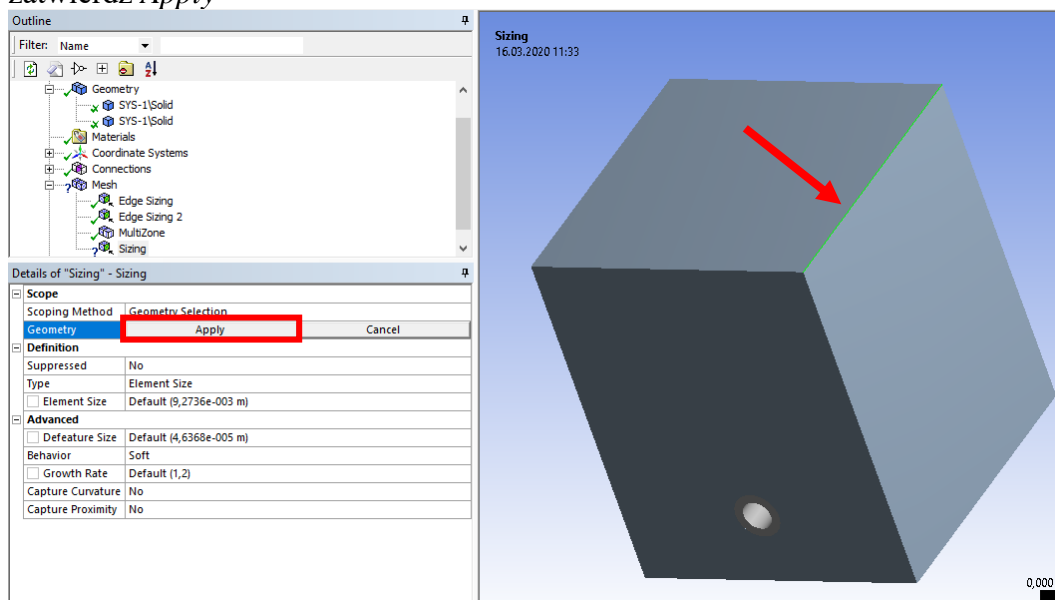 zatwierdź Apply
Outline
Filter: Name
Geometry
SYS-1\Solid
SYS-1\Solid
Materials
Coordinate Systems
Connections
Mesh
Edge Sizing
Edge Sizing 2
MultiZone
Sizing
Details of "Sizing" - Sizing
Scope
Scoping Method Geometry Selection
Geometry Apply Cancel
Definition
Suppressed No
Type Element Size
Element Size Default (9,2736e-003 m)
Advanced
Defeature Size Default (4,6368e-005 m)
Behavior Soft
Growth Rate Default (1,2)
Capture Curvature No
Capture Proximity No
Sizing
16.03.2020 11:33
0,000